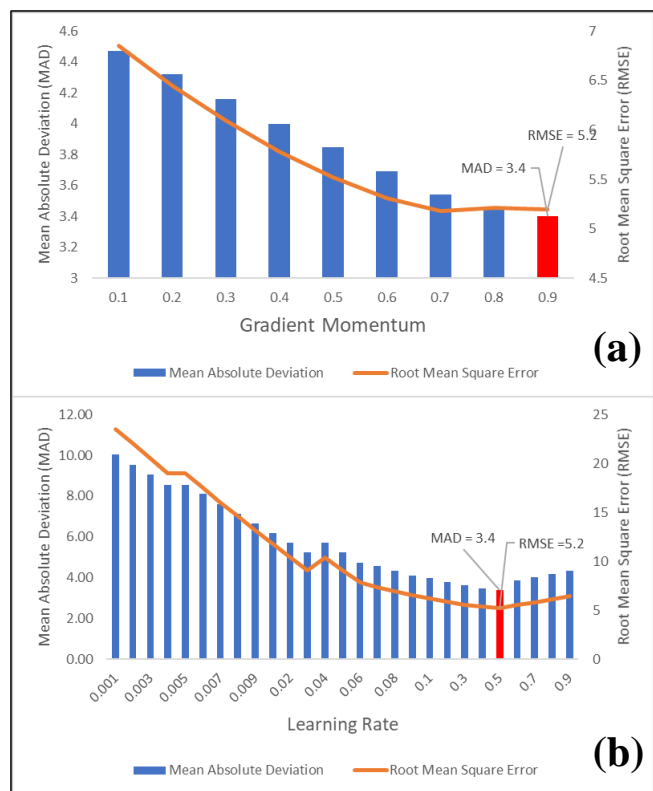 Mean Absolute Deviation (MAD)
4.6
4.4
4.2
4
3.8
3.6
3.4
3.2
3
7
6.5
6
5.5
5
4.5
Root Mean Square Error (RMSE)
RMSE = 5.2
MAD = 3.4
0.1 0.2 0.3 0.4 0.5 0.6 0.7 0.8 0.9
Gradient Momentum
(a)
Mean Absolute Deviation Root Mean Square Error
Mean Absolute Deviation (MAD)
12.00
10.00
8.00
6.00
4.00
2.00
0.00
25
20
15
10
5
0
Root Mean Square Error (RMSE)
MAD = 3.4
RMSE =5.2
0.001 0.003 0.005 0.007 0.009 0.02 0.04 0.06 0.08 0.1 0.3 0.5 0.7 0.9
Learning Rate
(b)
Mean Absolute Deviation Root Mean Square Error